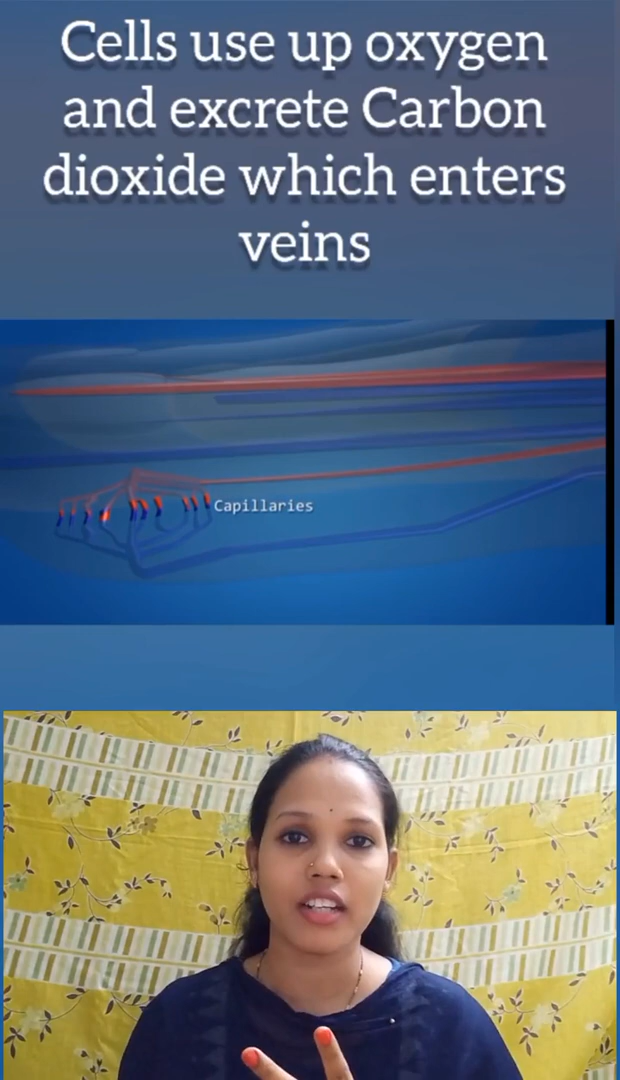 Cells use up oxygen
and excrete Carbon
dioxide which enters
veins
Capillaries